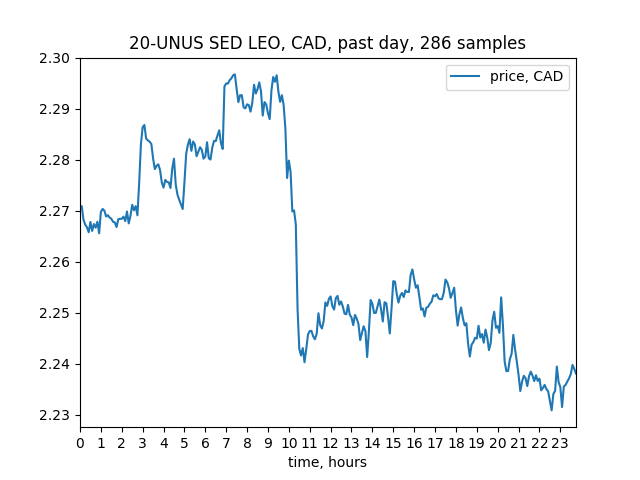 20-UNUS SED LEO, CAD, past day, 286 samples
price, CAD
2.30
2.29
2.28
2.27
2.26
2.25
2.24
2.23
0 1 2 3 4 5 6 7 8 9 10 11 12 13 14 15 16 17 18 19 20 21 22 23
time, hours